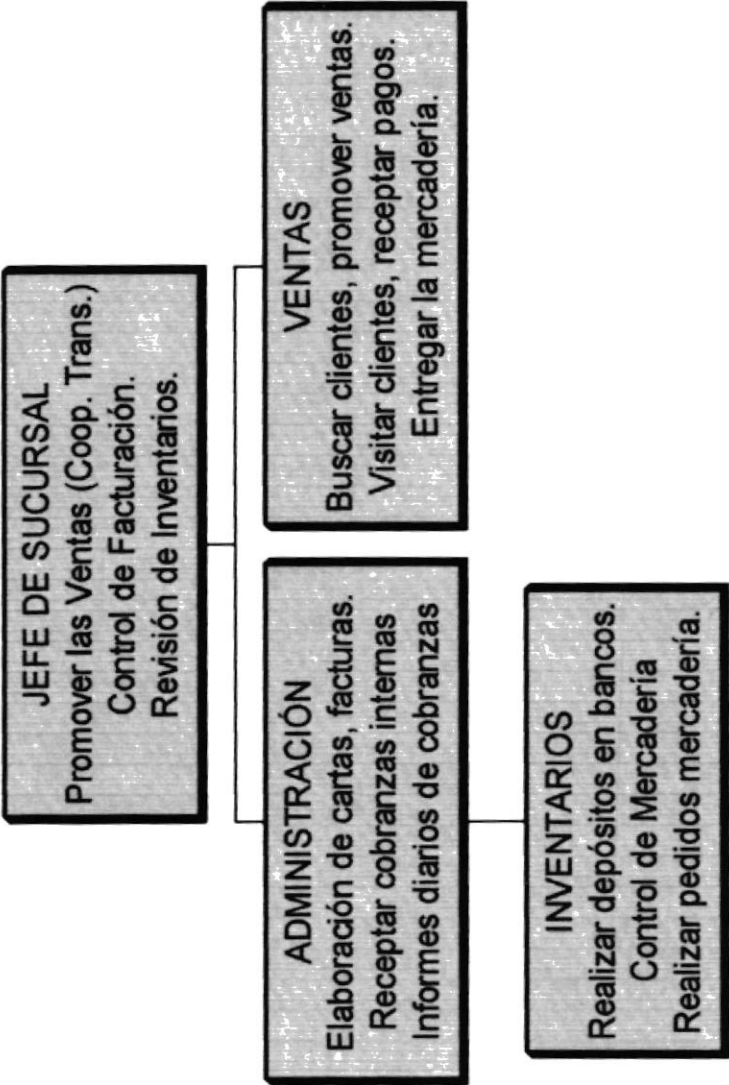 JEFE DE SUCURSAL
Promover las Ventas (Coop. Trans.)
Control de Facturación.
Revisión de Inventarios.
ADMINISTRACIÓN
Elaboración de cartas, facturas.
Receptar cobranzas internas
Informes diarios de cobranzas
VENTAS
Buscar clientes, promover ventas.
Visitar clientes, receptar pagos.
Entregar la mercadería.
INVENTARIOS
Realizar depósitos en bancos.
Control de Mercadería
Realizar pedidos mercadería.